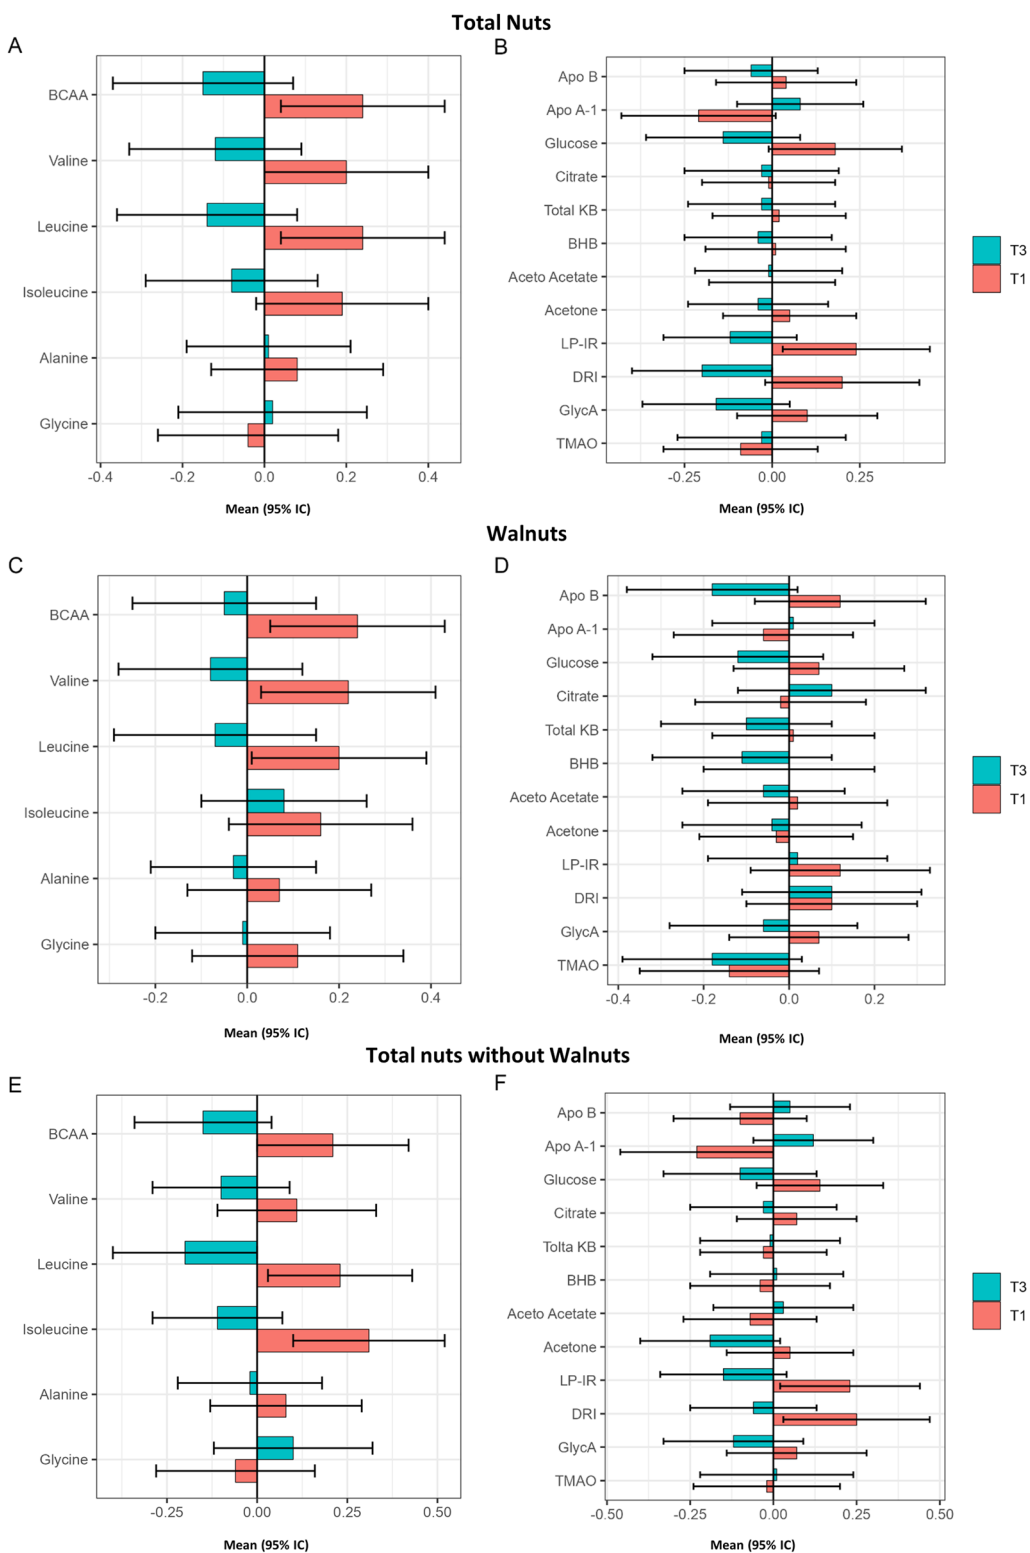 Total Nuts
A
BCAA
Valine
Leucine
Isoleucine
Alanine
Glycine
-0.4 -0.2 0.0 0.2 0.4
Mean (95% IC)
B
Apo B
Apo A-1
Glucose
Citrate
Total KB
BHB
Aceto Acetate
Acetone
LP-IR
DRI
GlycA
TMAO
-0.25 0.00 0.25
Mean (95% IC)
T3
T1
Walnuts
C
BCAA
Valine
Leucine
Isoleucine
Alanine
Glycine
-0.2 0.0 0.2 0.4
Mean (95% IC)
D
Apo B
Apo A-1
Glucose
Citrate
Total KB
BHB
Aceto Acetate
Acetone
LP-IR
DRI
GlycA
TMAO
-0.4 -0.2 0.0 0.2
Mean (95% IC)
T3
T1
Total nuts without Walnuts
E
BCAA
Valine
Leucine
Isoleucine
Alanine
Glycine
-0.25 0.00 0.25 0.50
Mean (95% IC)
F
Apo B
Apo A-1
Glucose
Citrate
Tolta KB
BHB
Aceto Acetate
Acetone
LP-IR
DRI
GlycA
TMAO
-0.50 -0.25 0.00 0.25 0.50
Mean (95% IC)
T3
T1